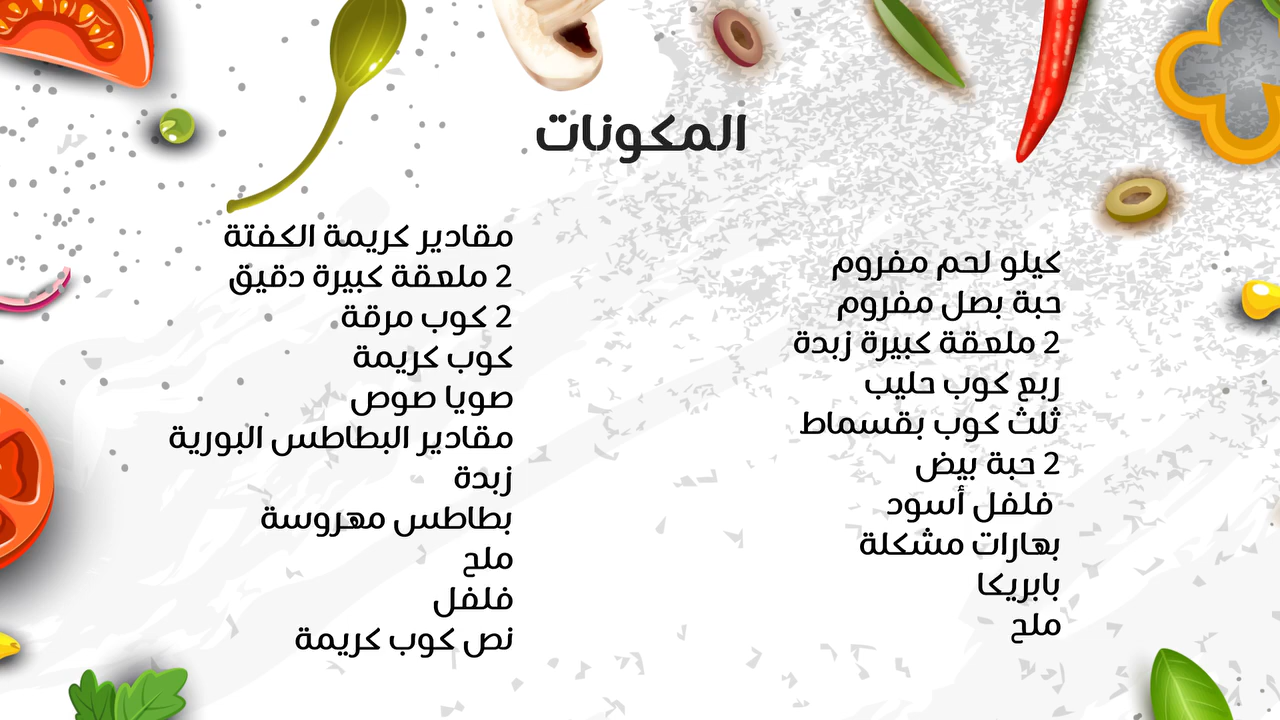 المكونات
كيلو لحم مفروم
حبة بصل مفروم
2 ملعقة كبيرة زبدة
ربع كوب حليب
ثلث كوب بقسماط
2 حبة بيض
فلفل أسود
بهارات مشكلة
بابريكا
ملح
مقادير كريمة الكفتة
2 ملعقة كبيرة دقيق
2 كوب مرقة
كوب كريمة
صويا صوص
مقادير البطاطس البورية
زبدة
بطاطس مهروسة
ملح
فلفل
نص كوب كريمة